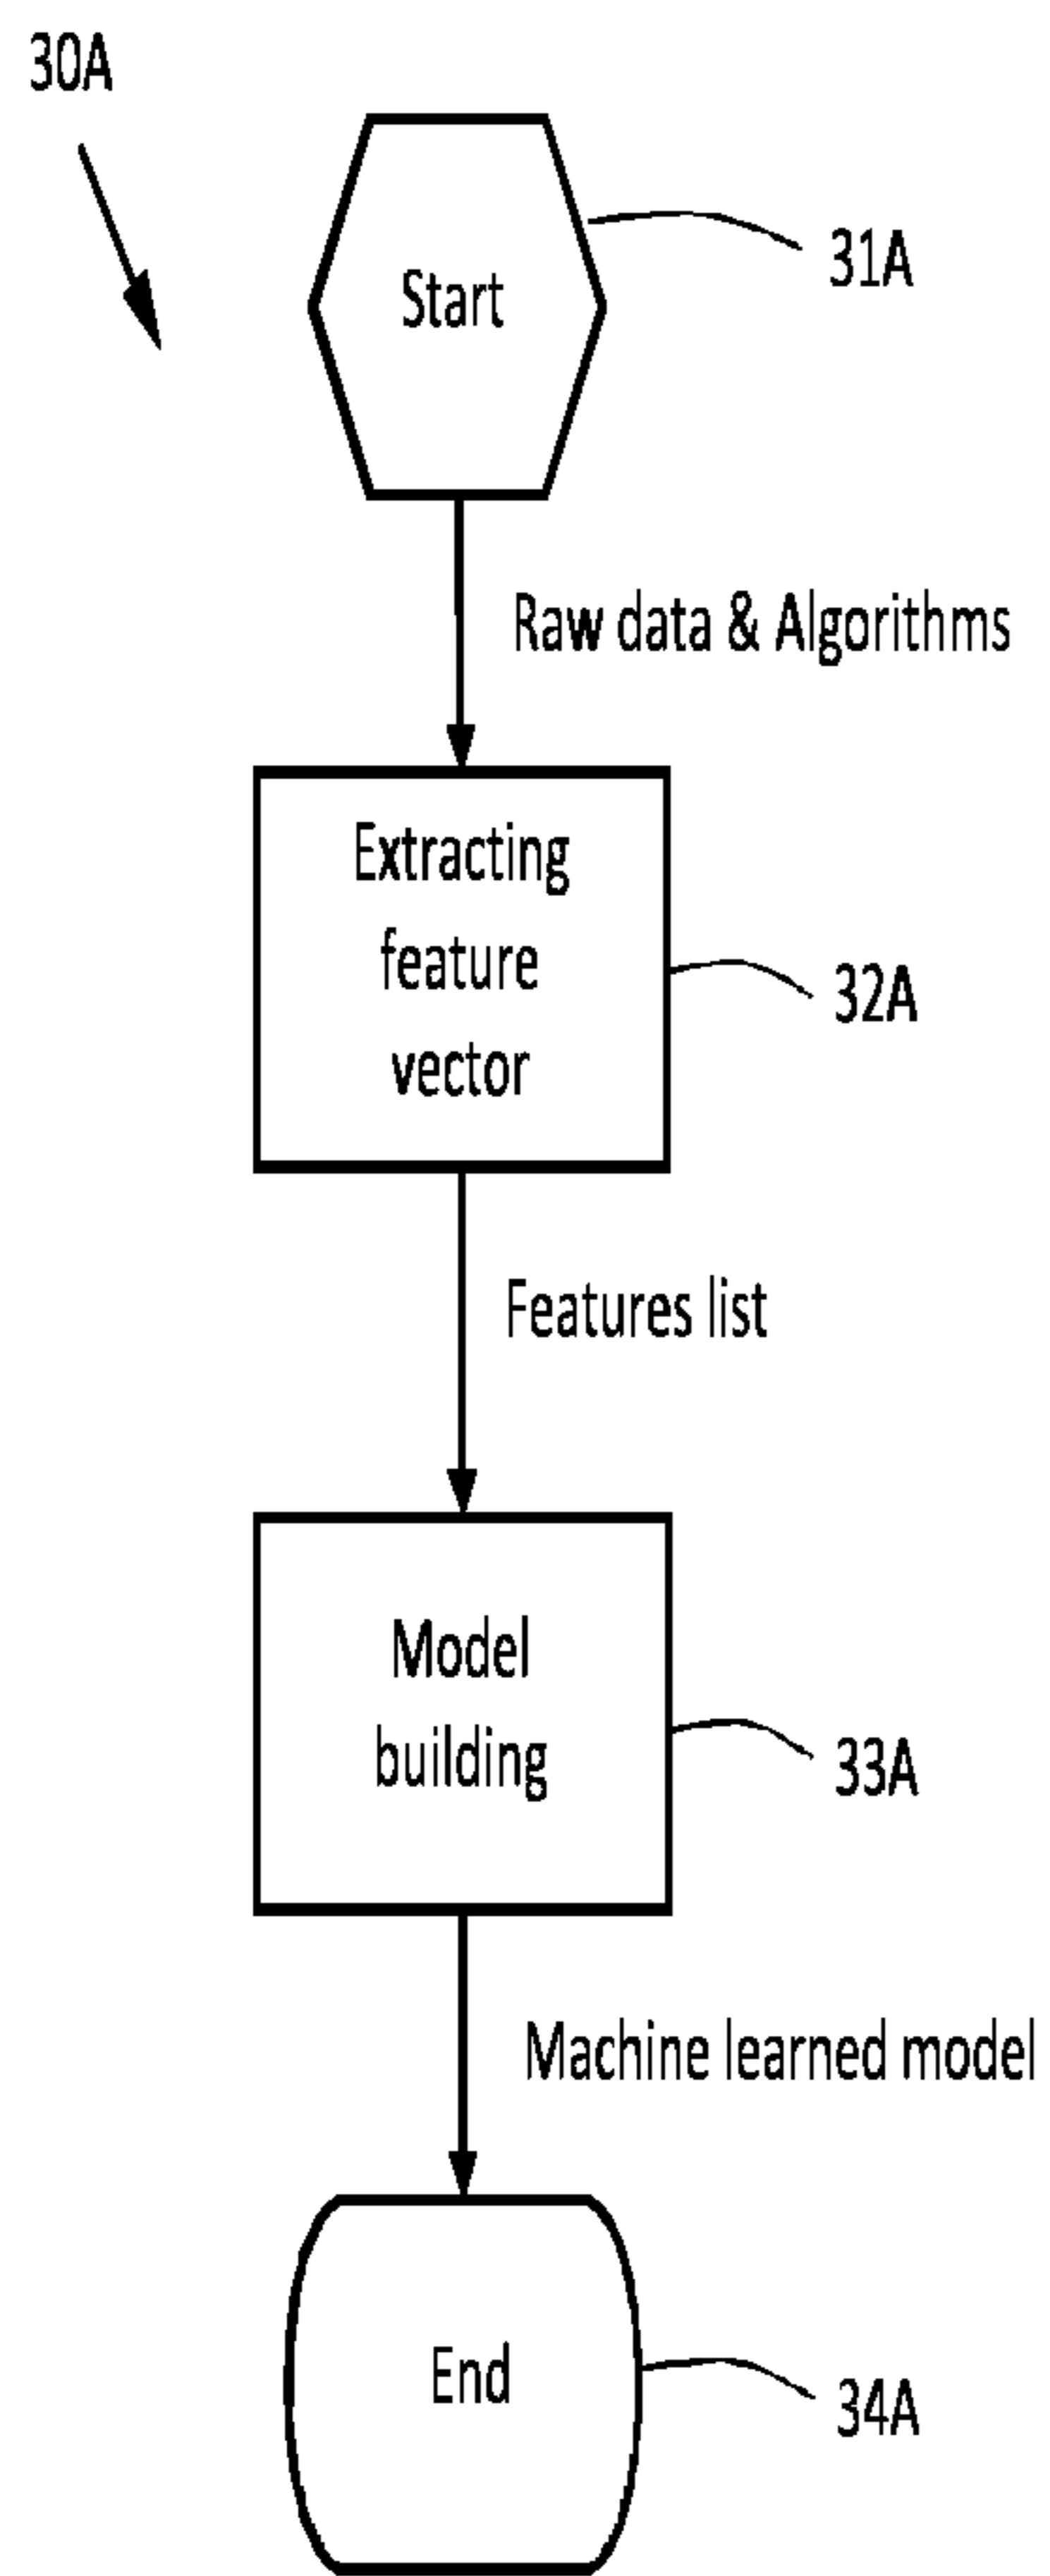 30A
Start
31A
Raw data & Algorithms
Extracting
feature
vector
32A
Features list
Model
building
33A
Machine learned model
End
34A